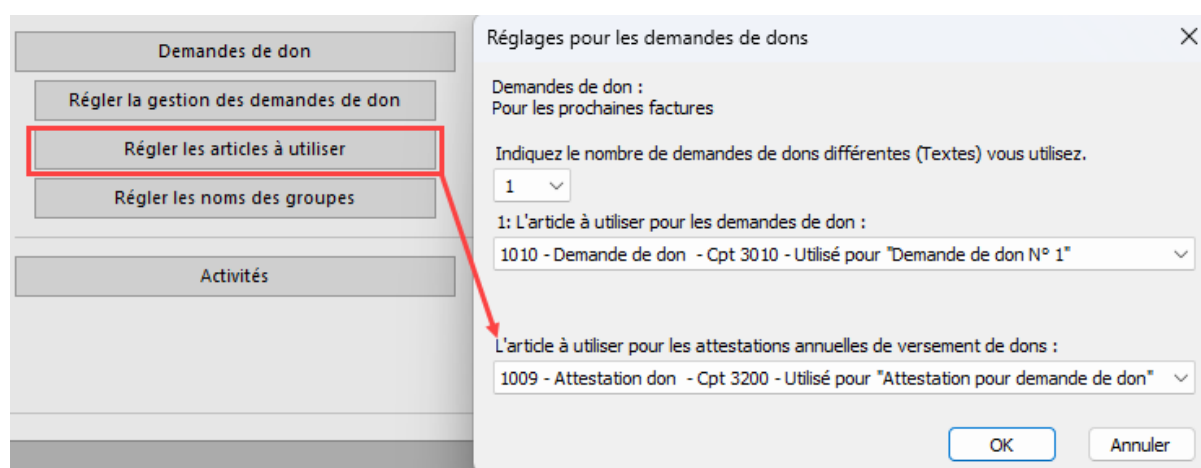 Demandes de don
Régler la gestion des demandes de don
Régler les articles à utiliser
Régler les noms des groupes
Activités
Réglages pour les demandes de dons
Demandes de don :
Pour les prochaines factures
Indiquez le nombre de demandes de dons différentes (Textes) vous utilisez.
1
1: L'article à utiliser pour les demandes de don :
1010 - Demande de don - Cpt 3010 - Utilisé pour "Demande de don N° 1"
L'article à utiliser pour les attestations annuelles de versement de dons :
1009 - Attestation don - Cpt 3200 - Utilisé pour "Attestation pour demande de don"
OK
Annuler